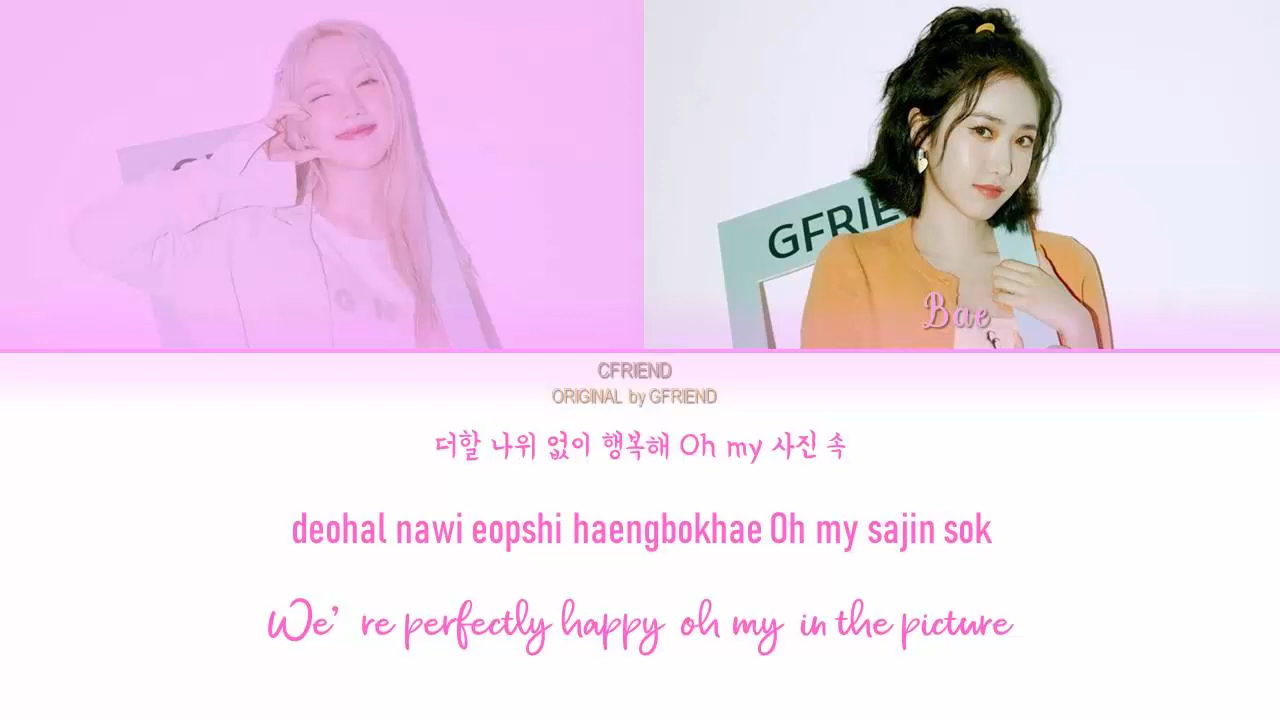 GFRIE
Bae
CFRIEND
ORIGINAL by GFRIEND
더할 나위 없이 행복해 Oh my 사진 속
deohal nawi eopshi haengbokhae Oh my sajin sok
We're perfectly happy oh my in the picture